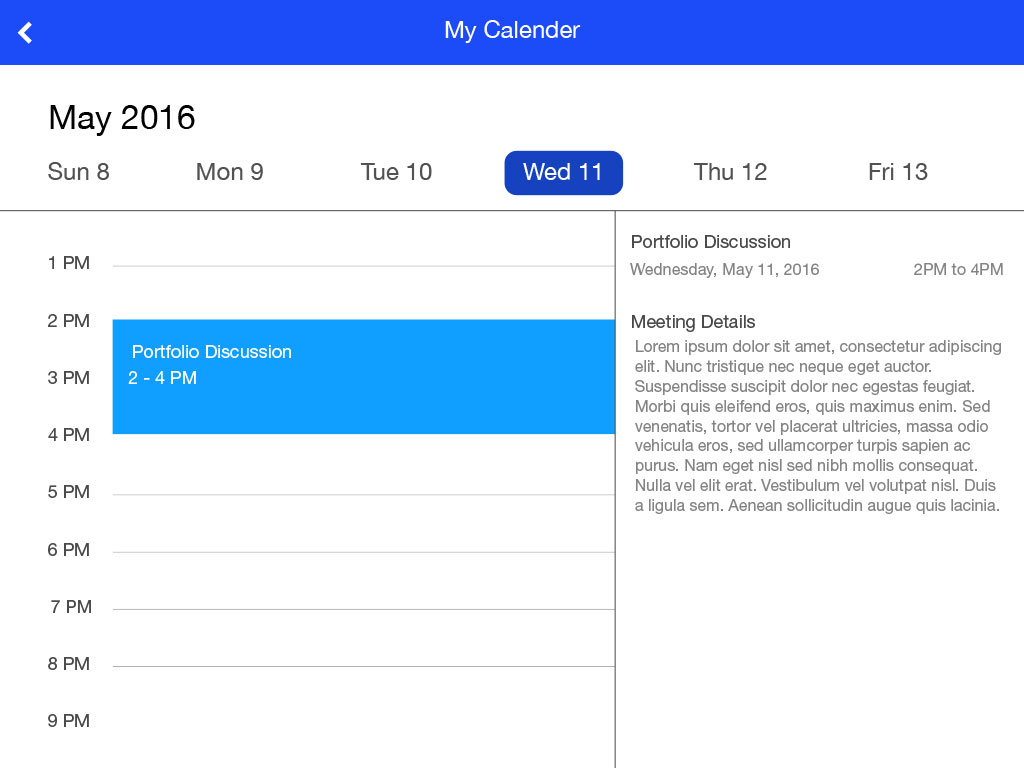 My Calender
May 2016
Sun 8 Mon 9 Tue 10 Wed 11 Thu 12 Fri 13
1 PM
2 PM
Portfolio Discussion
2 - 4 PM
3 PM
4 PM
5 PM
6 PM
7 PM
8 PM
9 PM
Portfolio Discussion
Wednesday, May 11, 2016 2PM to 4PM
Meeting Details
Lorem ipsum dolor sit amet, consectetur adipiscing
elit. Nunc tristique nec neque eget auctor.
Suspendisse suscipit dolor nec egestas feugiat.
Morbi quis eleifend eros, quis maximus enim. Sed
venenatis, tortor vel placerat ultricies, massa odio
vehicula eros, sed ullamcorper turpis sapien ac
purus. Nam eget nisl sed nibh mollis consequat.
Nulla vel elit erat. Vestibulum vel volutpat nisl. Duis
a ligula sem. Aenean sollicitudin augue quis lacinia.